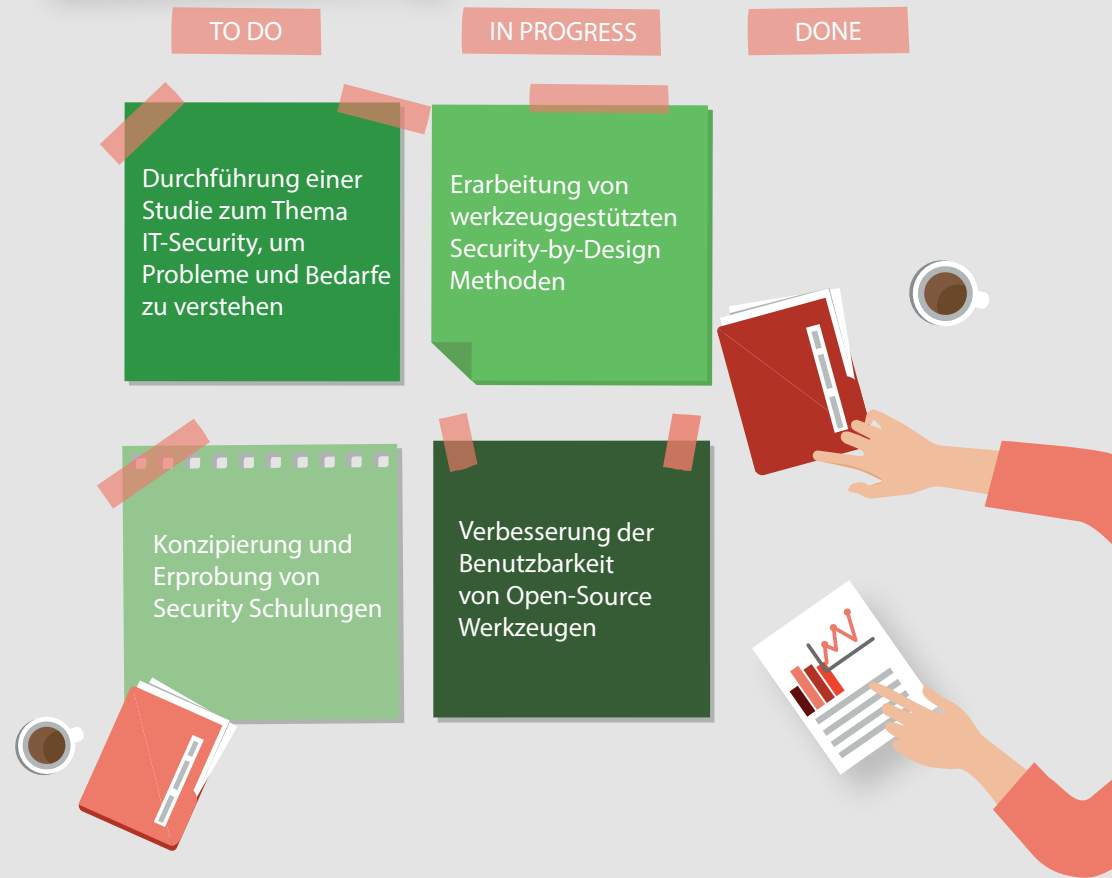 TO DO
IN PROGRESS
DONE
Durchführung einer
Studie zum Thema
IT-Security, um
Probleme und Bedarfe
zu verstehen
Erarbeitung von
werkzeuggestützten
Security-by-Design
Methoden
Konzipierung und
Erprobung von
Security Schulungen
Verbesserung der
Benutzbarkeit
von Open-Source
Werkzeugen